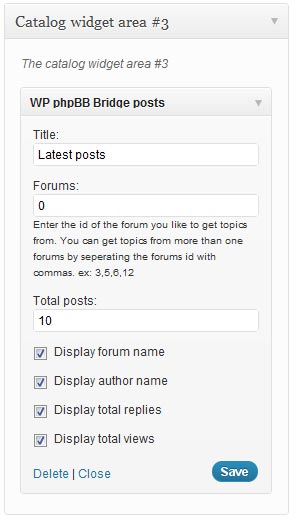 Catalog widget area #3
The catalog widget area #3
WP phpBB Bridge posts
Title:
Latest posts
Forums:
0
Enter the id of the forum you like to get topics
from. You can get topics from more than one
forums by seperating the forums id with
commas. ex: 3,5,6,12
Total posts:
10
Display forum name
Display author name
Display total replies
Display total views
Delete | Close
Save